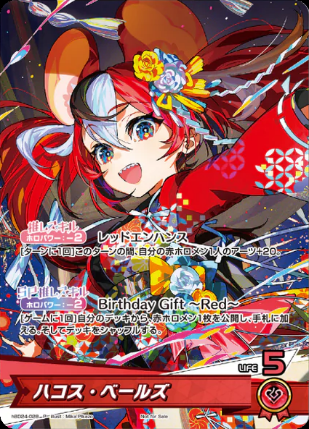 推しスキル
ホロパワー：－2
レッドエンハンス
[ターンに1回]このターンの間、自分の赤ホロメン1人のアーツ+20。
SP推しスキル
ホロパワー：－2
Birthday Gift ～Red～
[ゲームに1回]自分のデッキから、赤ホロメン1枚を公開し、手札に加える。そしてデッキをシャッフルする。
LIFE 5
ハコス・ベールズ
Not for Sale